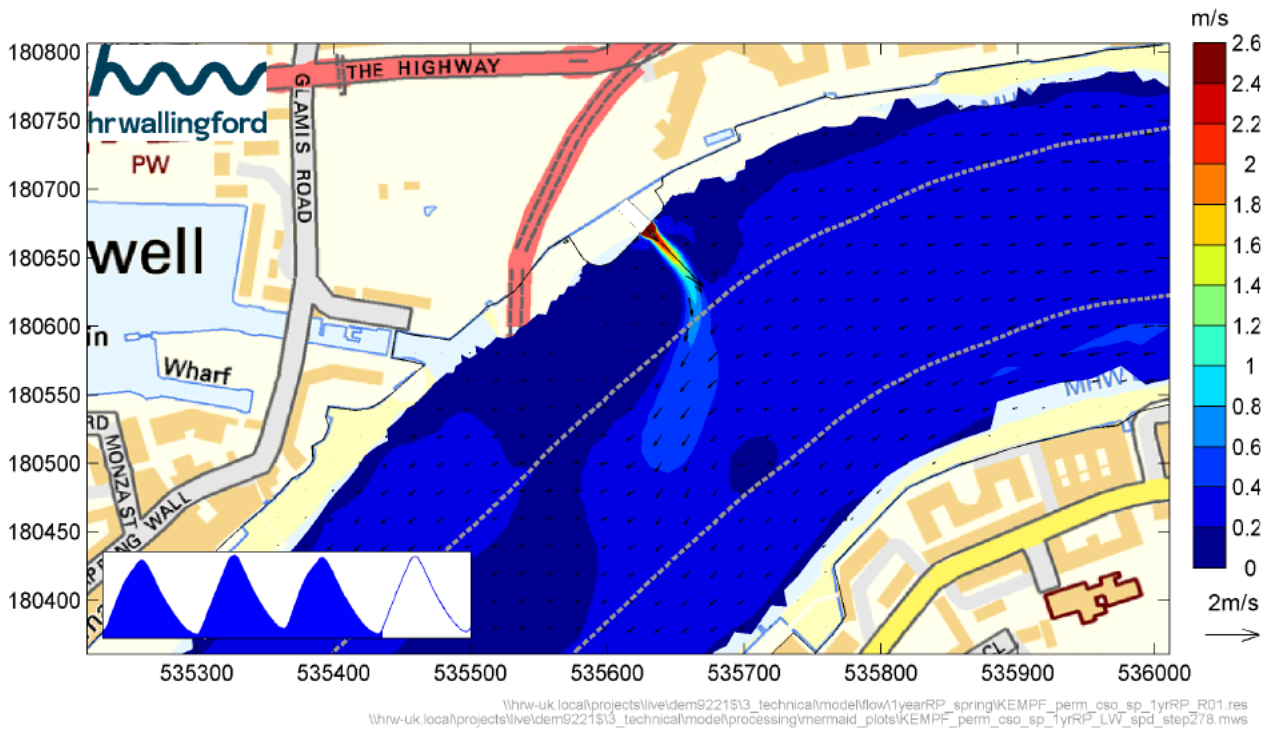 m/s
180800
180750
180700
180650
180600
180550
180500
180450
180400
hrwallingford
THE HIGHWAY
GLAMIS ROAD
PW
well
in
Wharf
RD
MONZA ST
WALL
MHW
MHW
CL
2.6
2.4
2.2
2
1.8
1.6
1.4
1.2
1
0.8
0.6
0.4
0.2
0
2m/s
535300 535400 535500 535600 535700 535800 535900 536000
\\hrw-uk.local\projects\live\dem9221$\3_technical\model\flow\1yearRP_spring\KEMPF_perm_cso_sp_1yrRP_R01.res
\\hrw-uk.local\projects\live\dem9221$\3_technical\model\processing\mermaid_plots\KEMPF_perm_cso_sp_1yrRP_LW_spd_step278.mws